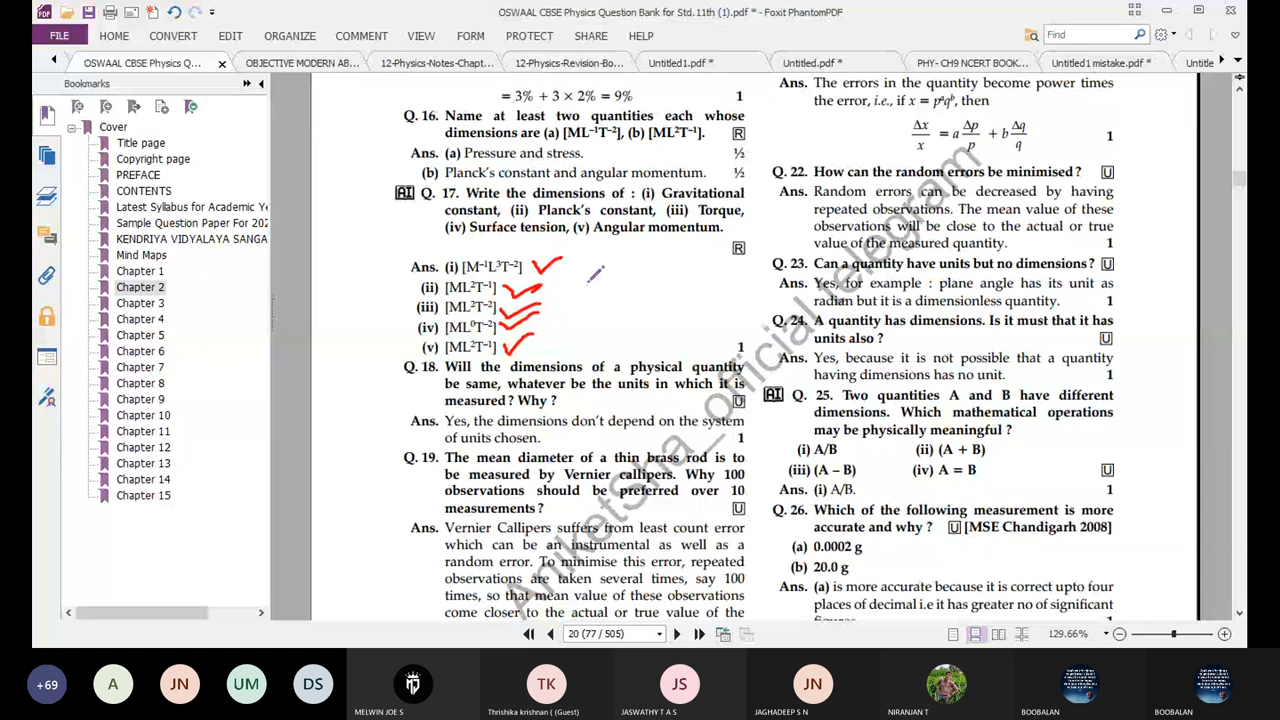 OSWAAL CBSE Physics Question Bank for Std.11th (1).pdf * - Foxit PhantomPDF
FILE HOME CONVERT EDIT ORGANIZE COMMENT VIEW FORM PROTECT SHARE HELP Find
OSWAAL CBSE Physics Q... x OBJECTIVE MODERN AB... 12-Physics-Notes-Chapt... 12-Physics-Revision-Bo... Untitled1.pdf * Untitled.pdf * PHY- CH9 NCERT BOOK... Untitled1 mistake.pdf * Untitle
Bookmarks
Cover
Title page
Copyright page
PREFACE
CONTENTS
Latest Syllabus for Academic Ye
Sample Question Paper For 202
KENDRIYA VIDYALAYA SANGA
Mind Maps
Chapter 1
Chapter 2
Chapter 3
Chapter 4
Chapter 5
Chapter 6
Chapter 7
Chapter 8
Chapter 9
Chapter 10
Chapter 11
Chapter 12
Chapter 13
Chapter 14
Chapter 15
= 3% + 3 × 2% = 9% 1
Q. 16. Name at least two quantities each whose
dimensions are (a) [ML⁻¹T⁻²], (b) [ML²T⁻¹]. R
Ans. (a) Pressure and stress. ½
(b) Planck's constant and angular momentum. ½
AI Q. 17. Write the dimensions of : (i) Gravitational
constant, (ii) Planck's constant, (iii) Torque,
(iv) Surface tension, (v) Angular momentum.
R
Ans. (i) [M⁻¹L³T⁻²]
(ii) [ML²T⁻¹]
(iii) [ML²T⁻²]
(iv) [ML⁰T⁻²]
(v) [ML²T⁻¹] 1
Q. 18. Will the dimensions of a physical quantity
be same, whatever be the units in which it is
measured ? Why ? U
Ans. Yes, the dimensions don't depend on the system
of units chosen. 1
Q. 19. The mean diameter of a thin brass rod is to
be measured by Vernier callipers. Why 100
observations should be preferred over 10
measurements ? U
Ans. Vernier Callipers suffers from least count error
which can be an instrumental as well as a
random error. To minimise this error, repeated
observations are taken several times, say 100
times, so that mean value of these observations
come closer to the actual or true value of the
Ans. The errors in the quantity become power times
the error, i.e., if x = pᵃqᵇ, then
Δx/x = a Δp/p + b Δq/q 1
Q. 22. How can the random errors be minimised ? U
Ans. Random errors can be decreased by having
repeated observations. The mean value of these
observations will be close to the actual or true
value of the measured quantity. 1
Q. 23. Can a quantity have units but no dimensions ? U
Ans. Yes, for example : plane angle has its unit as
radian but it is a dimensionless quantity. 1
Q. 24. A quantity has dimensions. Is it must that it has
units also ? U
Ans. Yes, because it is not possible that a quantity
having dimensions has no unit. 1
AI Q. 25. Two quantities A and B have different
dimensions. Which mathematical operations
may be physically meaningful ?
(i) A/B (ii) (A + B)
(iii) (A – B) (iv) A = B U
Ans. (i) A/B. 1
Q. 26. Which of the following measurement is more
accurate and why ? U [MSE Chandigarh 2008]
(a) 0.0002 g
(b) 20.0 g
Ans. (a) is more accurate because it is correct upto four
places of decimal i.e it has greater no of significant
figures. 1
AniketSha_official telegram
20 (77 / 505) 129.66%
+69 A JN UM DS TK JS JN
MELWIN JOE S Thrishika krishnan ( (Guest) JASWATHY T A S JAGHADEEP S N NIRANJAN T BOOBALAN BOOBALAN